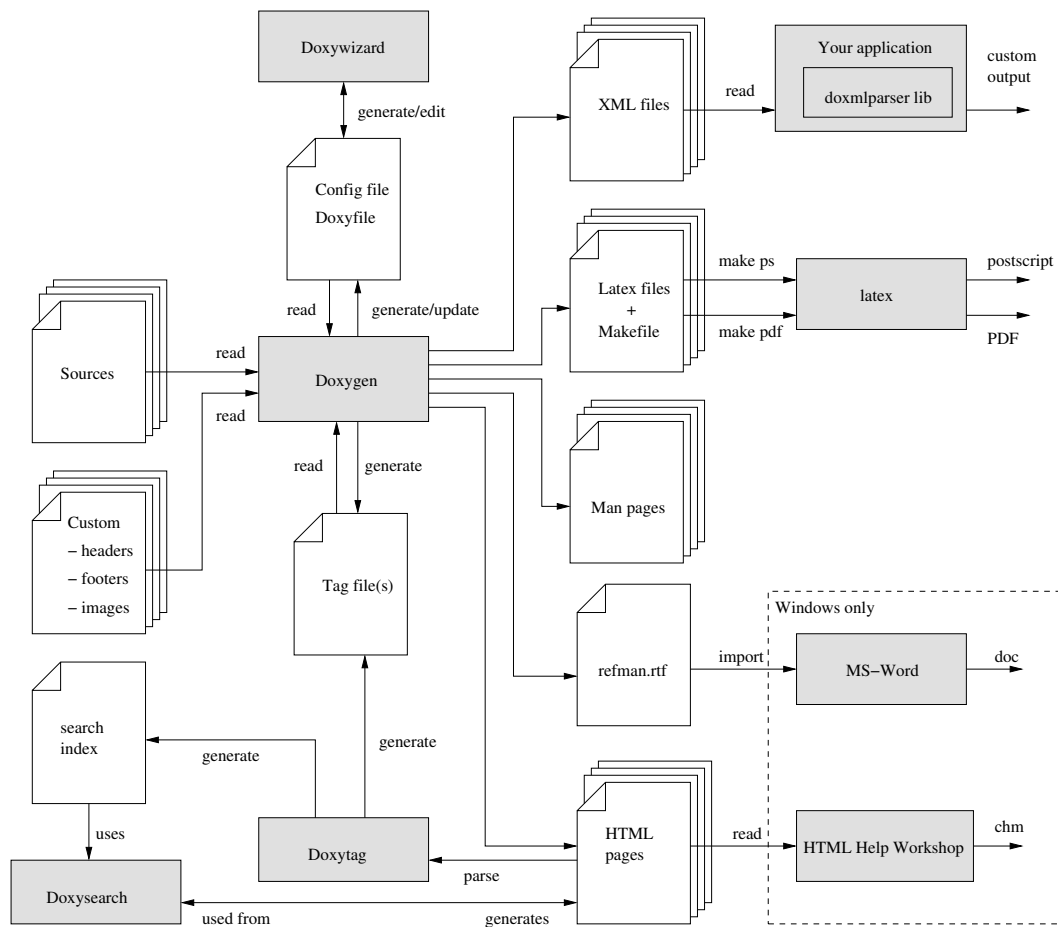 Doxywizard
generate/edit
Config file
Doxyfile
read
generate/update
Sources
read
Doxygen
read
Custom
− headers
− footers
− images
read
generate
Tag file(s)
search
index
generate
generate
uses
Doxytag
Doxysearch
used from
generates
parse
XML files
read
Your application
doxmlparser lib
custom
output
Latex files
+
Makefile
make ps
make pdf
latex
postscript
PDF
Man pages
refman.rtf
import
Windows only
MS−Word
doc
HTML
pages
read
HTML Help Workshop
chm